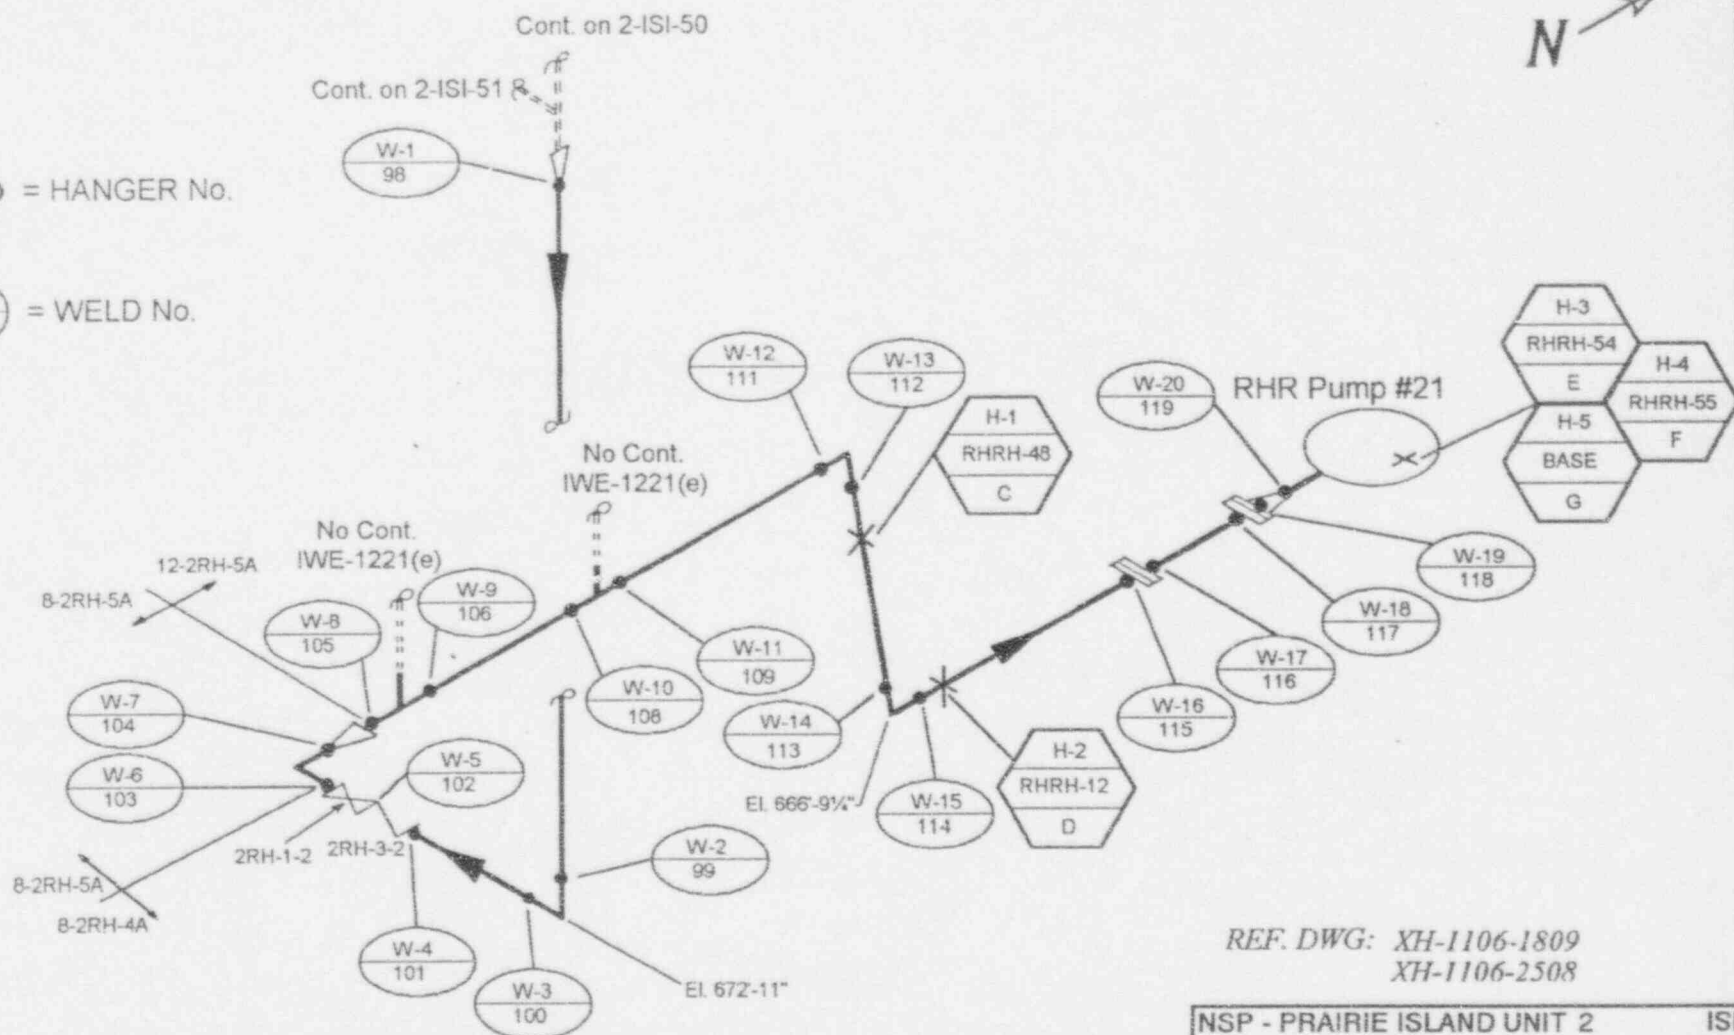 Cont. on 2-ISI-50
N
Cont. on 2-ISI-51
W-1
98
= HANGER No.
= WELD No.
W-12
111
W-13
112
H-1
RHRH-48
C
W-20
119
RHR Pump #21
H-3
RHRH-54
E
H-4
RHRH-55
F
H-5
BASE
G
No Cont.
IWE-1221(e)
No Cont.
IWE-1221(e)
12-2RH-5A
8-2RH-5A
W-8
105
W-9
106
W-11
109
W-10
108
W-19
118
W-18
117
W-17
116
W-16
115
W-7
104
W-6
103
W-5
102
W-14
113
H-2
RHRH-12
D
El. 666'-9¼"
W-15
114
2RH-1-2
2RH-3-2
W-2
99
8-2RH-5A
8-2RH-4A
W-4
101
W-3
100
El. 672'-11"
REF. DWG: XH-1106-1809
XH-1106-2508
NSP - PRAIRIE ISLAND UNIT 2
IS